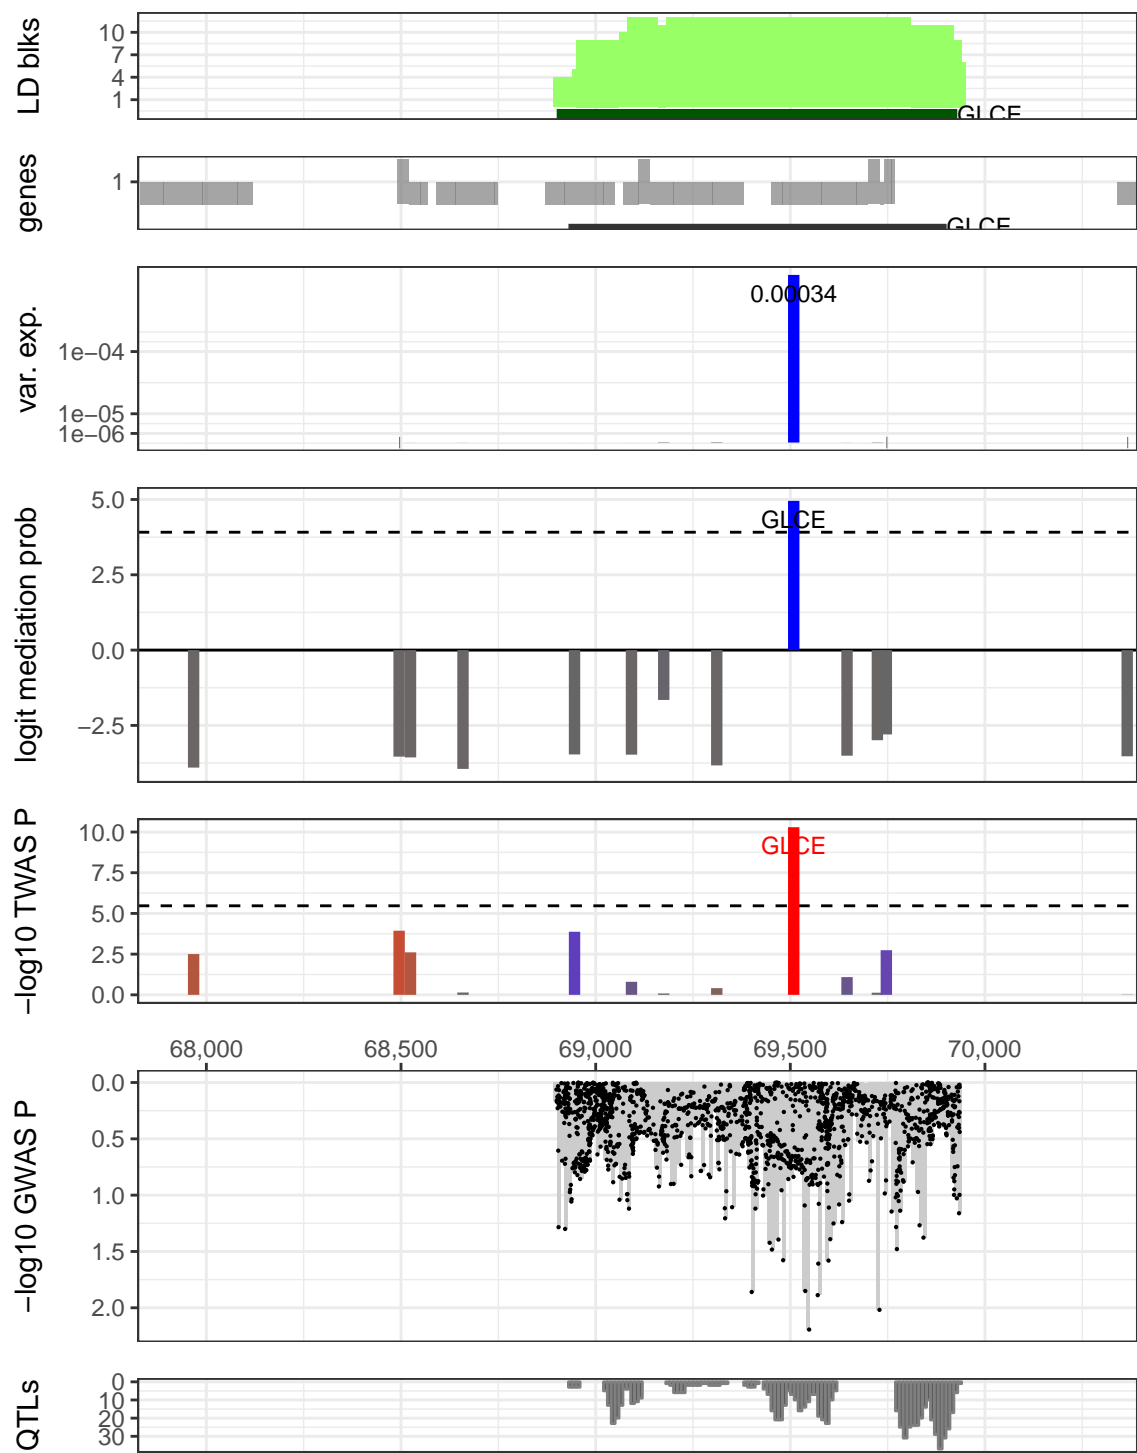 LD blks
10
7
4
1
GLCE
genes
1
GLCE
var. exp.
1e−04
1e−05
1e−06
0.00034
logit mediation prob
5.0
2.5
0.0
−2.5
GLCE
−log10 TWAS P
10.0
7.5
5.0
2.5
0.0
GLCE
68,000 68,500 69,000 69,500 70,000
−log10 GWAS P
0.0
0.5
1.0
1.5
2.0
QTLs
0
10
20
30